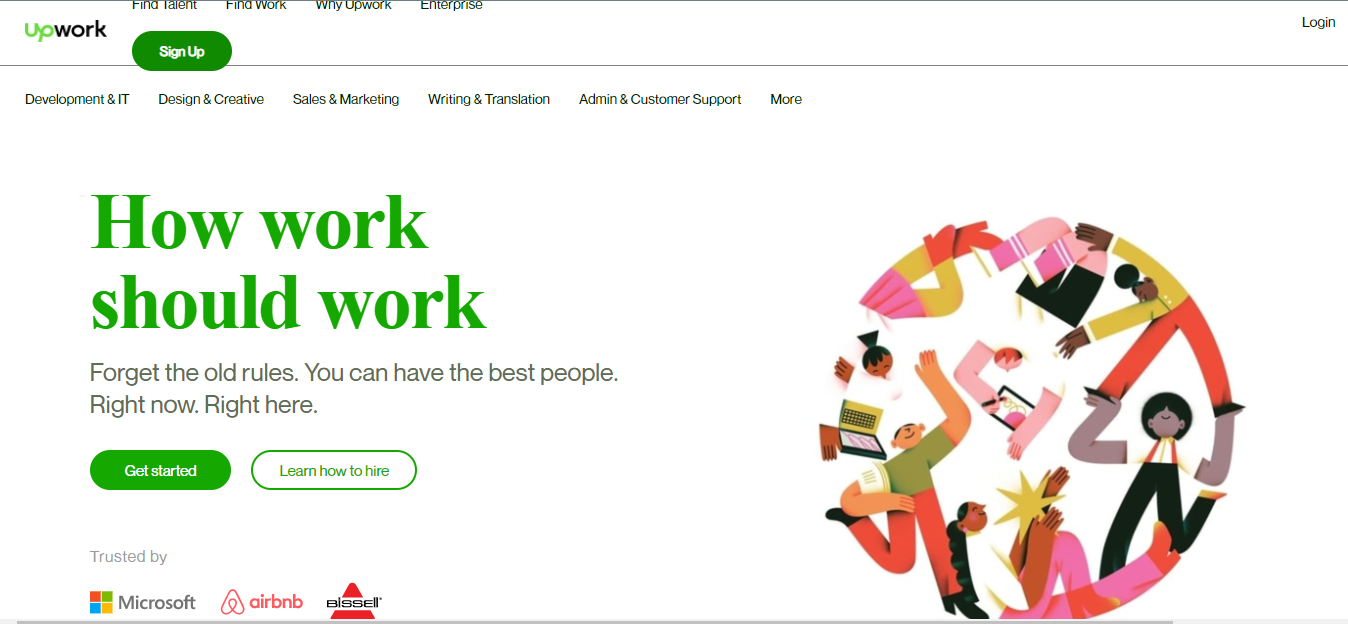 Find Talent Find Work Why Upwork Enterprise
upwork
Login
Sign Up
Development & IT Design & Creative Sales & Marketing Writing & Translation Admin & Customer Support More
How work
should work
Forget the old rules. You can have the best people.
Right now. Right here.
Get started Learn how to hire
Trusted by
Microsoft airbnb BISSELL